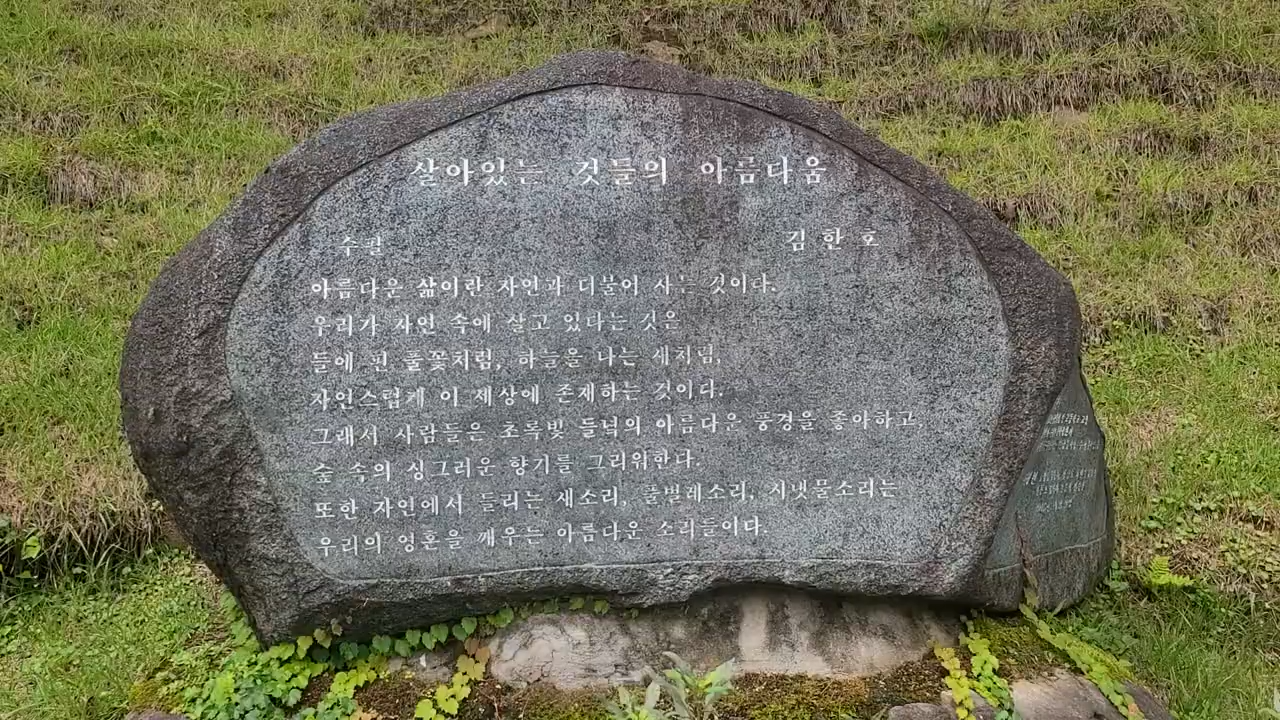 살아있는 것들의 아름다움
수필 김한호
아름다운 삶이란 자연과 더불어 사는 것이다.
우리가 자연 속에 살고 있다는 것은
들에 핀 풀꽃처럼, 하늘을 나는 새처럼,
자연스럽게 이 세상에 존재하는 것이다.
그래서 사람들은 초록빛 들녘의 아름다운 풍경을 좋아하고,
숲 속의 싱그러운 향기를 그리워한다.
또한 자연에서 들리는 새소리, 풀벌레소리, 시냇물소리는
우리의 영혼을 깨우는 아름다운 소리들이다.